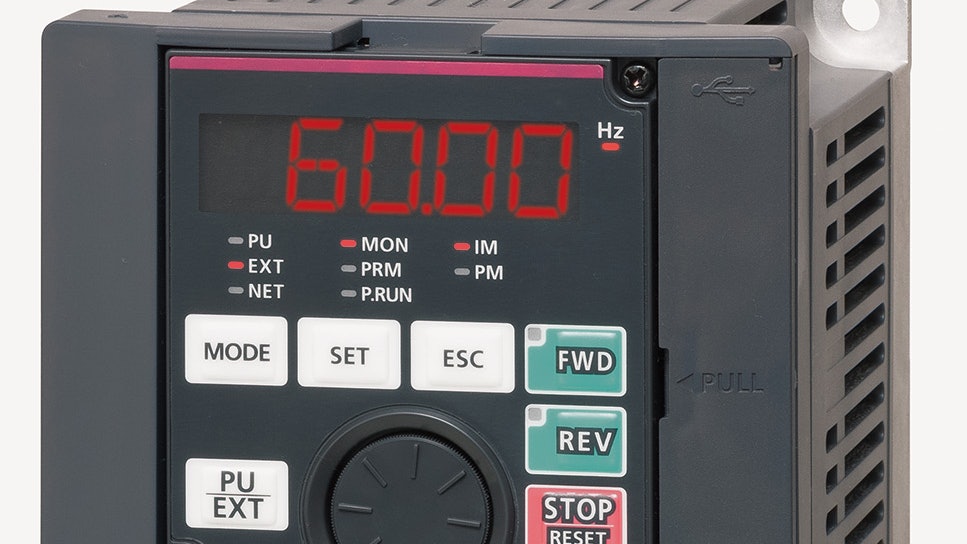 60.00 Hz
PU MON IM
EXT PRM PM
NET P.RUN
MODE SET ESC FWD
REV
PULL
PU
EXT
STOP
RESET